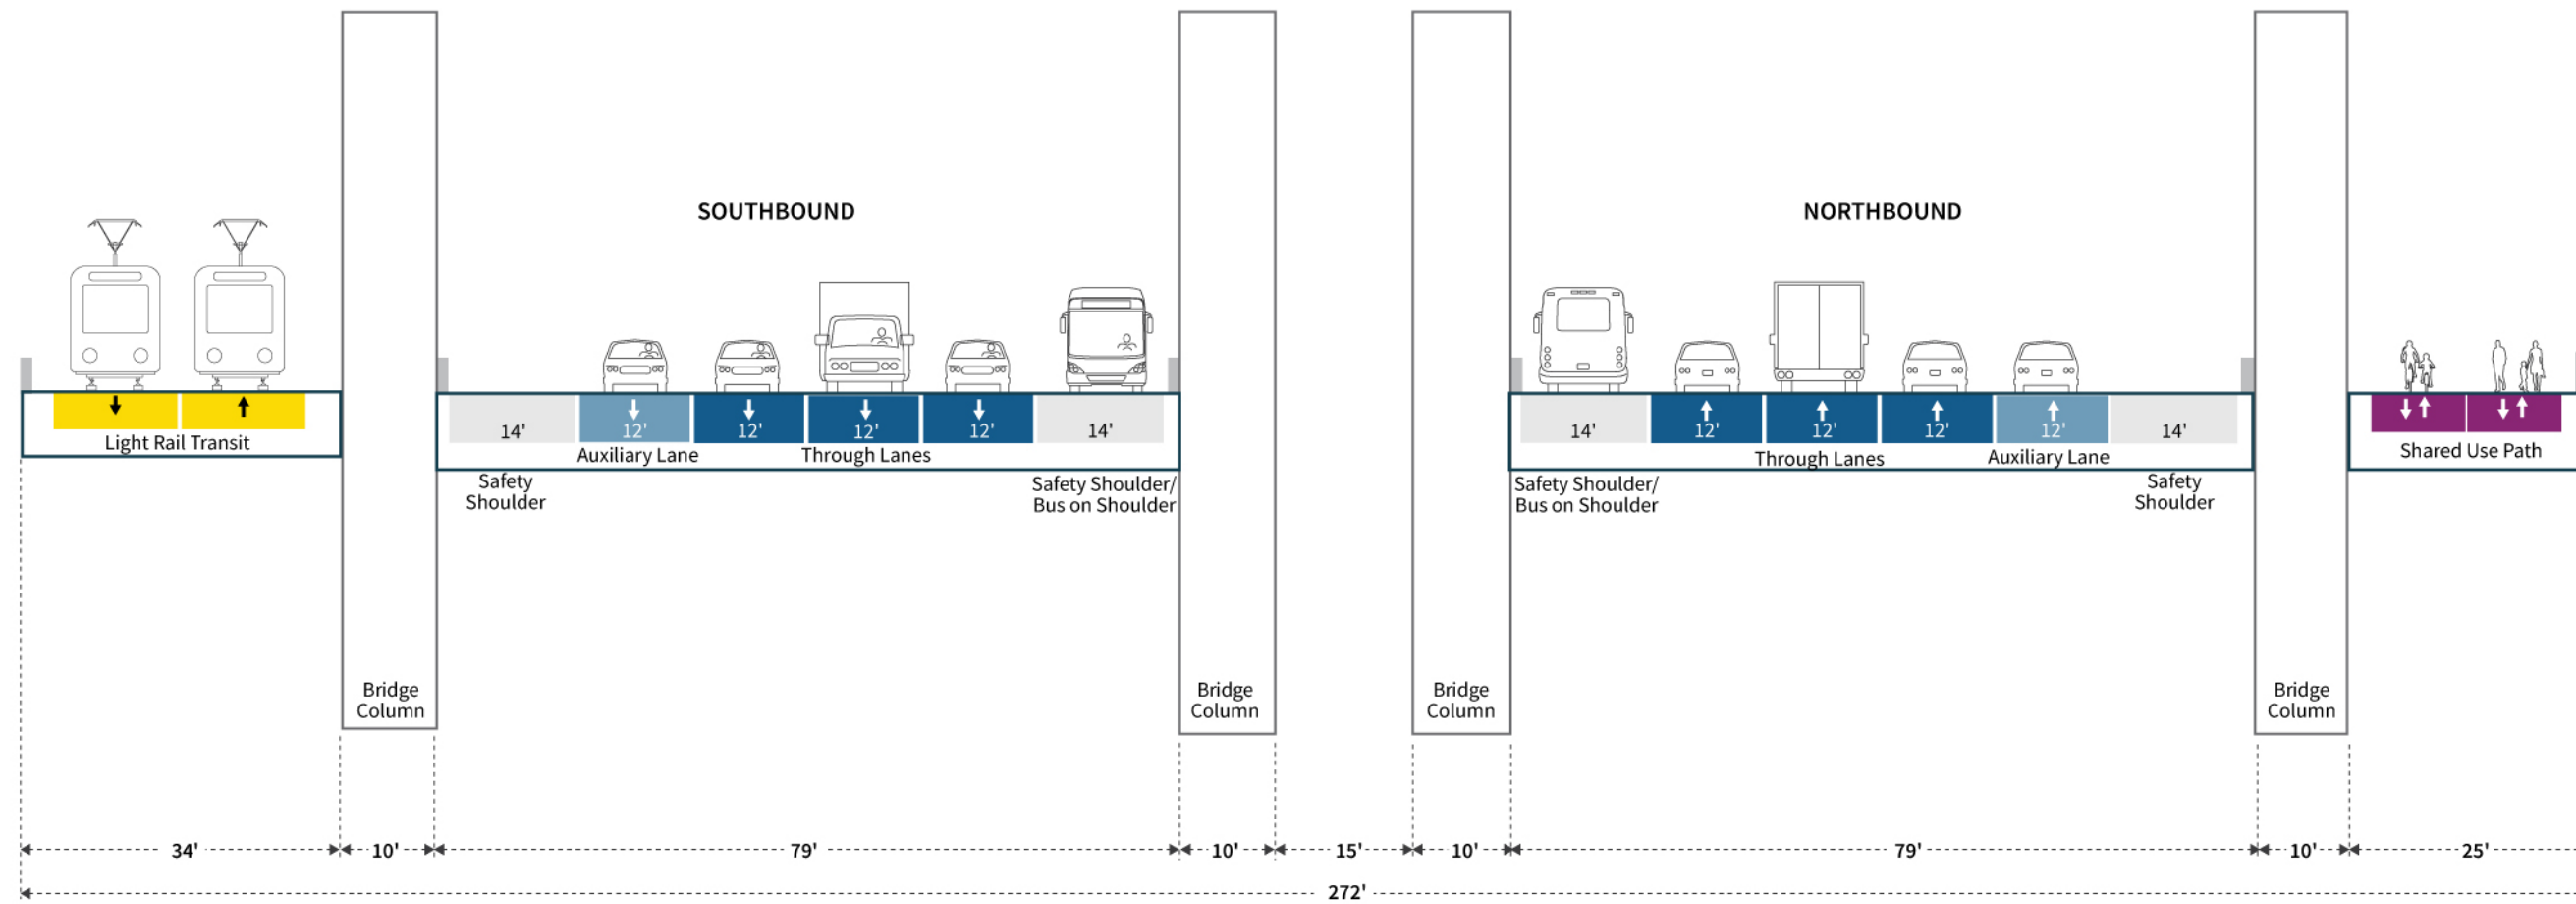 SOUTHBOUND
NORTHBOUND
14'
12'
12'
12'
12'
14'
14'
12'
12'
12'
12'
14'
Light Rail Transit
Auxiliary Lane
Through Lanes
Through Lanes
Auxiliary Lane
Shared Use Path
Safety
Shoulder
Safety Shoulder/
Bus on Shoulder
Safety Shoulder/
Bus on Shoulder
Safety
Shoulder
Bridge
Column
Bridge
Column
Bridge
Column
Bridge
Column
34'
10'
79'
10'
15'
10'
79'
10'
25'
272'